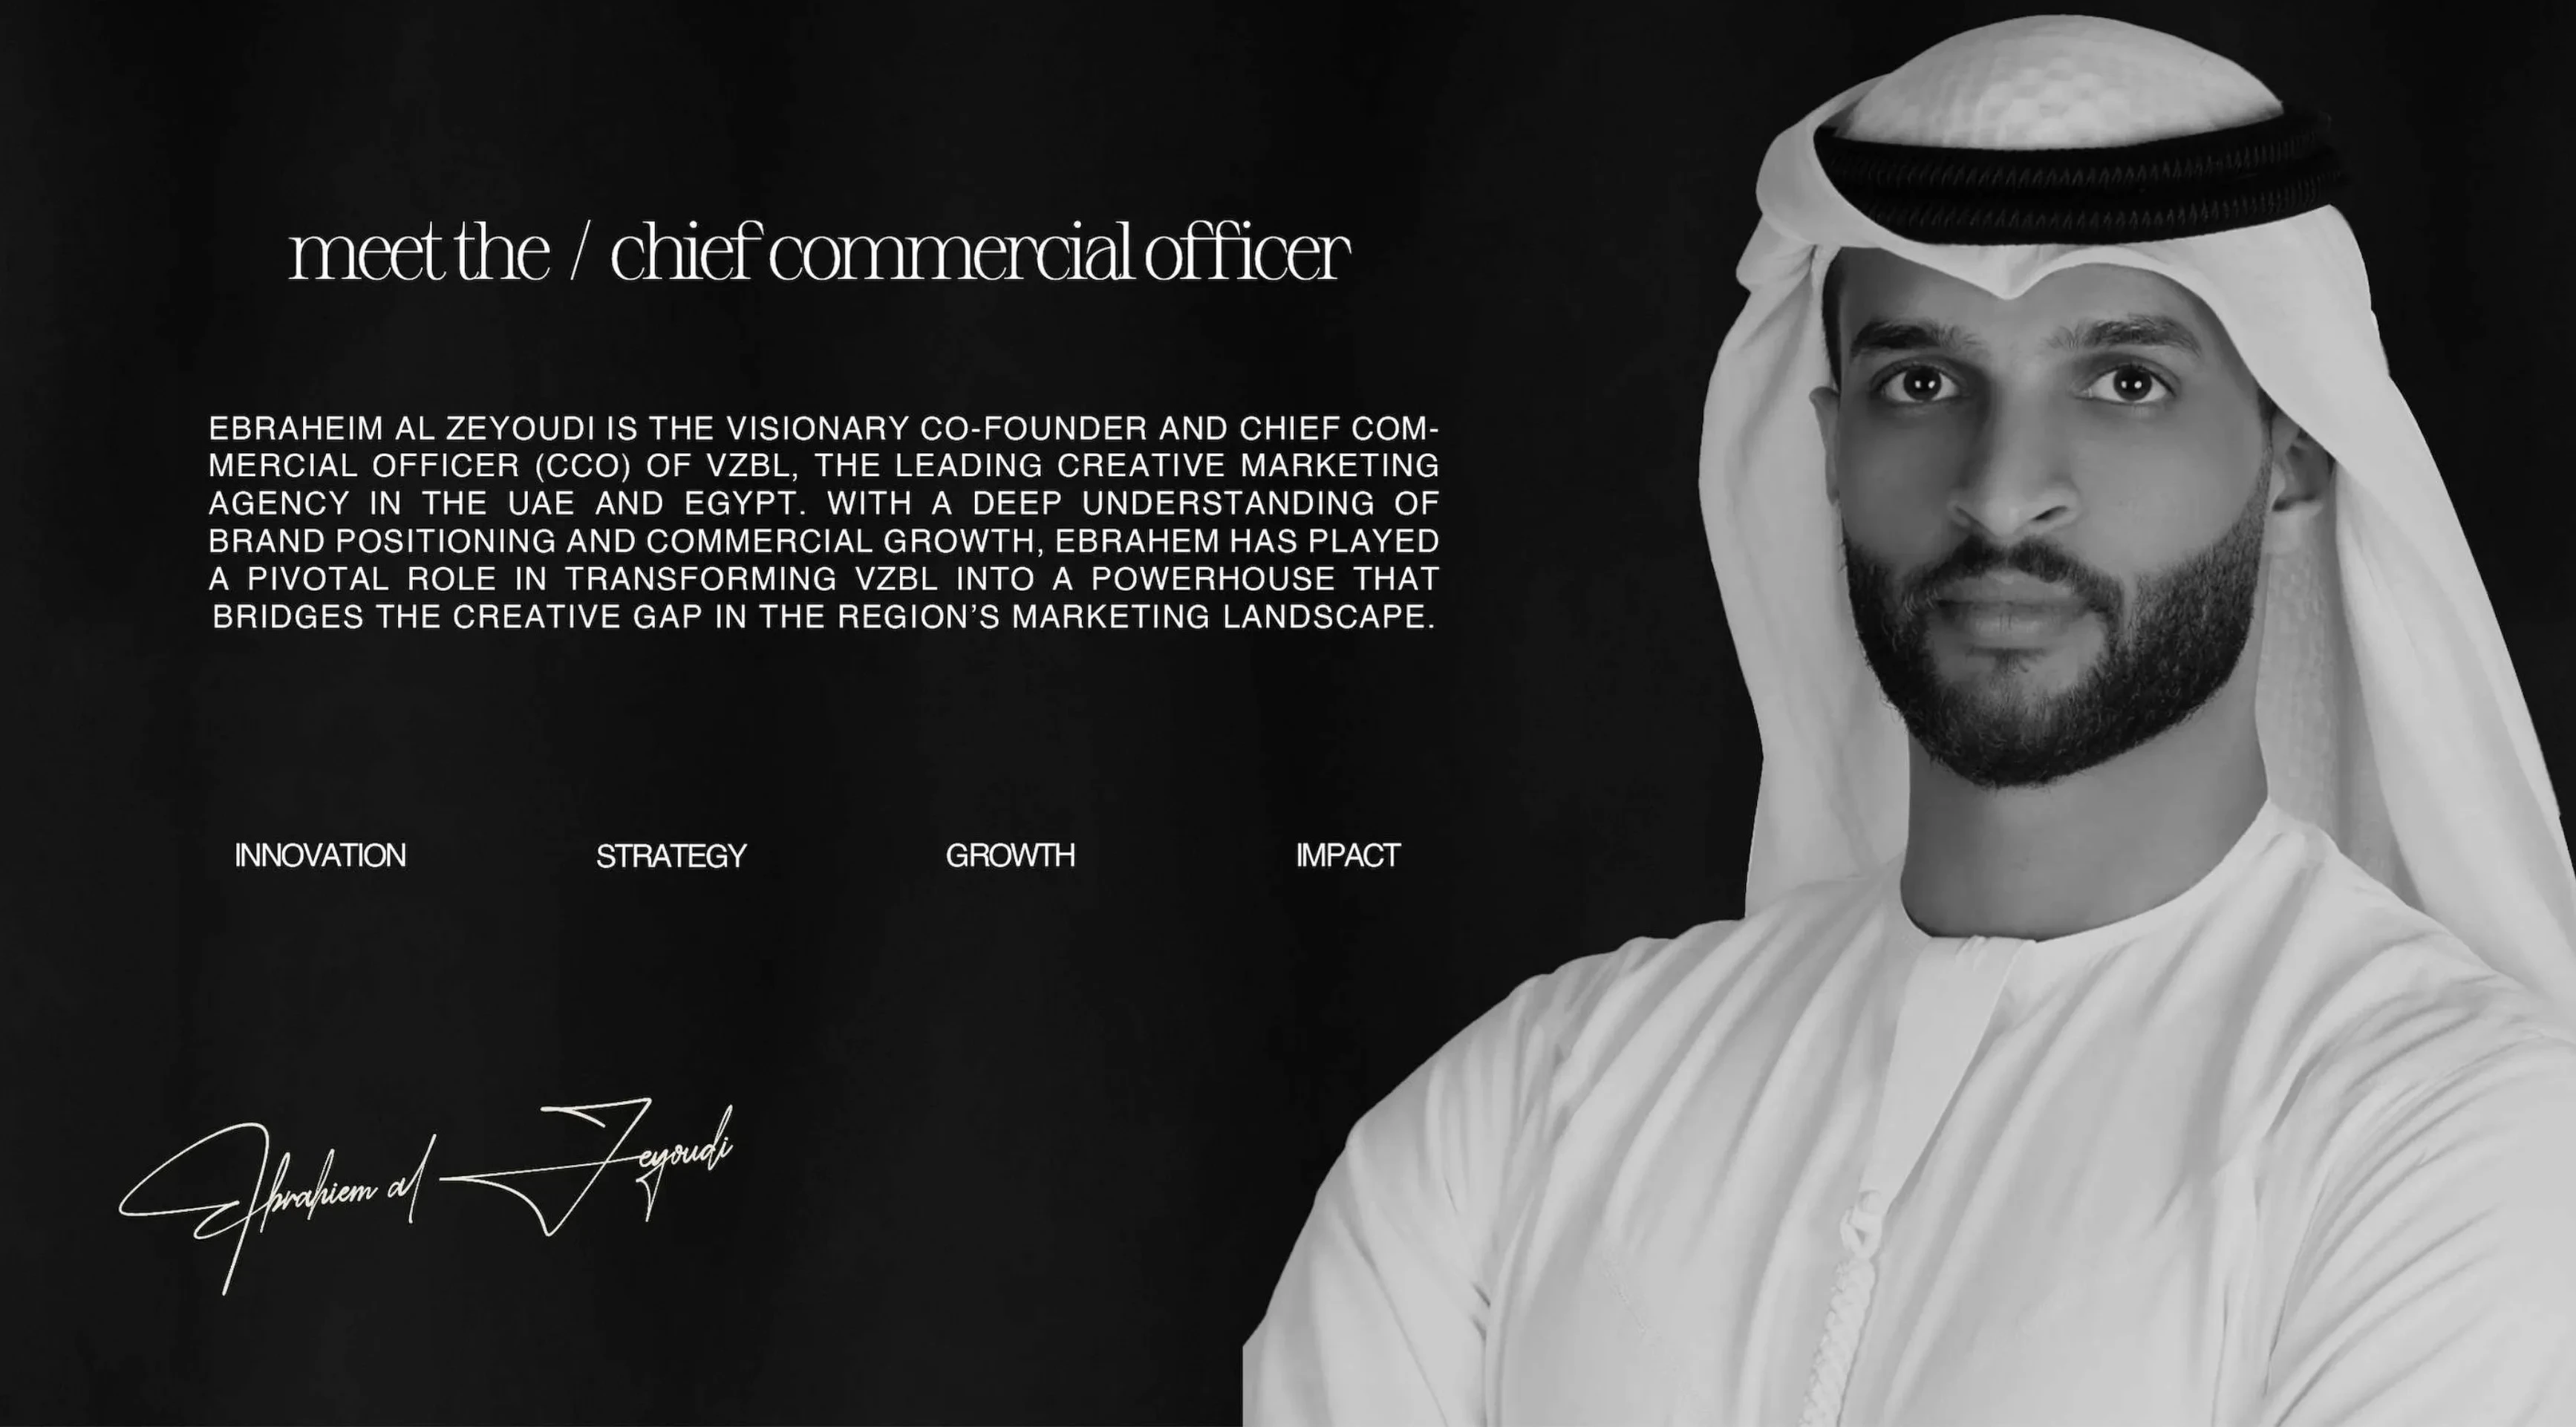 meet the / chief commercial officer
EBRAHEIM AL ZEYOUDI IS THE VISIONARY CO-FOUNDER AND CHIEF COM-
MERCIAL OFFICER (CCO) OF VZBL, THE LEADING CREATIVE MARKETING
AGENCY IN THE UAE AND EGYPT. WITH A DEEP UNDERSTANDING OF
BRAND POSITIONING AND COMMERCIAL GROWTH, EBRAHEM HAS PLAYED
A PIVOTAL ROLE IN TRANSFORMING VZBL INTO A POWERHOUSE THAT
BRIDGES THE CREATIVE GAP IN THE REGION’S MARKETING LANDSCAPE.
INNOVATION STRATEGY GROWTH IMPACT
Ebrahiem al Zeyoudi